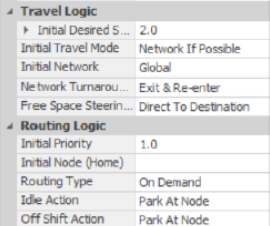 Travel Logic
Initial Desired S... 2.0
Initial Travel Mode Network If Possible
Initial Network Global
Network Turnarou... Exit & Re-enter
Free Space Steerin... Direct To Destination
Routing Logic
Initial Priority 1.0
Initial Node (Home)
Routing Type On Demand
Idle Action Park At Node
Off Shift Action Park At Node